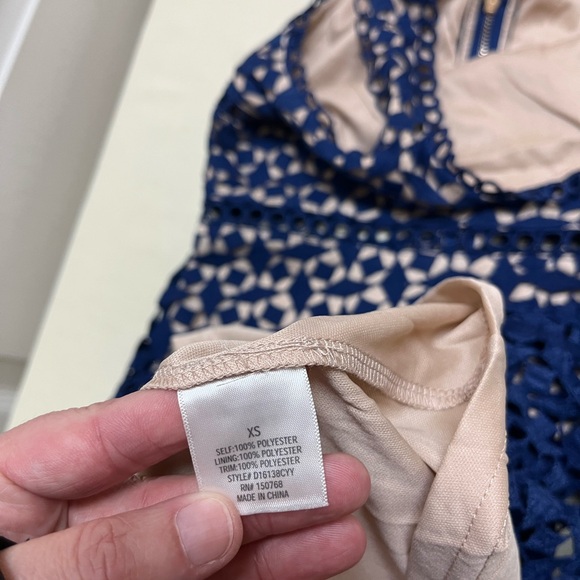 XS
SELF:100% POLYESTER
LINING:100% POLYESTER
TRIM:100% POLYESTER
STYLE# D16138CYY
RN# 150768
MADE IN CHINA